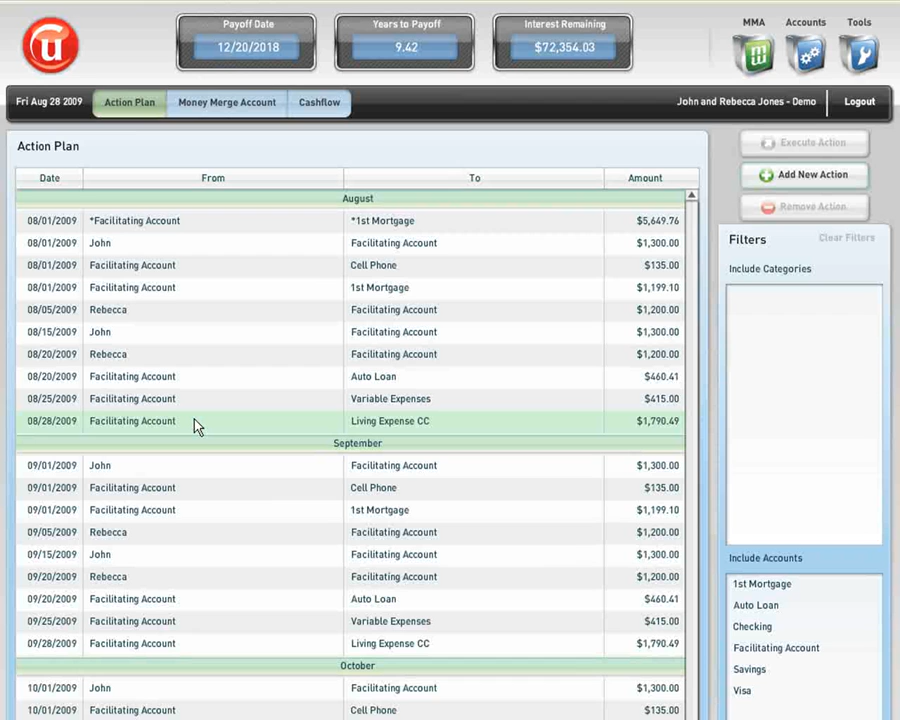 Payoff Date
12/20/2018
Years to Payoff
9.42
Interest Remaining
$72,354.03
MMA Accounts Tools
u
Fri Aug 28 2009 Action Plan Money Merge Account Cashflow John and Rebecca Jones - Demo Logout
Action Plan
Date From To Amount
August
08/01/2009 *Facilitating Account *1st Mortgage $5,649.76
08/01/2009 John Facilitating Account $1,300.00
08/01/2009 Facilitating Account Cell Phone $135.00
08/01/2009 Facilitating Account 1st Mortgage $1,199.10
08/05/2009 Rebecca Facilitating Account $1,200.00
08/15/2009 John Facilitating Account $1,300.00
08/20/2009 Rebecca Facilitating Account $1,200.00
08/20/2009 Facilitating Account Auto Loan $460.41
08/25/2009 Facilitating Account Variable Expenses $415.00
08/28/2009 Facilitating Account Living Expense CC $1,790.49
September
09/01/2009 John Facilitating Account $1,300.00
09/01/2009 Facilitating Account Cell Phone $135.00
09/01/2009 Facilitating Account 1st Mortgage $1,199.10
09/05/2009 Rebecca Facilitating Account $1,200.00
09/15/2009 John Facilitating Account $1,300.00
09/20/2009 Rebecca Facilitating Account $1,200.00
09/20/2009 Facilitating Account Auto Loan $460.41
09/25/2009 Facilitating Account Variable Expenses $415.00
09/28/2009 Facilitating Account Living Expense CC $1,790.49
October
10/01/2009 John Facilitating Account $1,300.00
10/01/2009 Facilitating Account Cell Phone $135.00
Execute Action
Add New Action
Remove Action
Filters Clear Filters
Include Categories
Include Accounts
1st Mortgage
Auto Loan
Checking
Facilitating Account
Savings
Visa